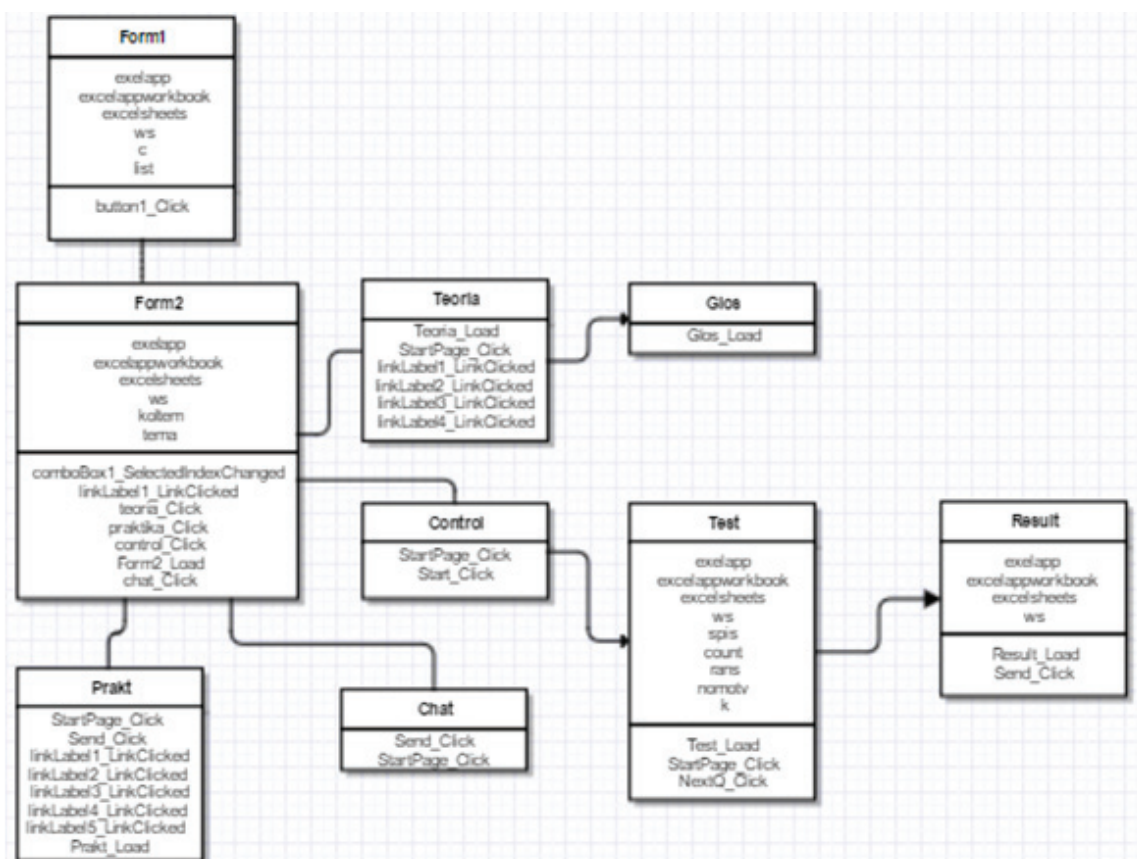 Form1
exelapp
excelappworkbook
excelsheets
ws
c
list
button1_Click
Form2
exelapp
excelappworkbook
excelsheets
ws
koltem
tema
comboBox1_SelectedIndexChanged
linkLabel1_LinkClicked
teoria_Click
praktika_Click
control_Click
Form2_Load
chat_Click
Teoria
Teoria_Load
StartPage_Click
linkLabel1_LinkClicked
linkLabel2_LinkClicked
linkLabel3_LinkClicked
linkLabel4_LinkClicked
Glos
Glos_Load
Control
StartPage_Click
Start_Click
Test
exelapp
excelappworkbook
excelsheets
ws
spis
count
rans
nomotv
k
Test_Load
StartPage_Click
NextQ_Click
Result
exelapp
excelappworkbook
excelsheets
ws
Result_Load
Send_Click
Prakt
StartPage_Click
Send_Click
linkLabel1_LinkClicked
linkLabel2_LinkClicked
linkLabel3_LinkClicked
linkLabel4_LinkClicked
linkLabel5_LinkClicked
Prakt_Load
Chat
Send_Click
StartPage_Click